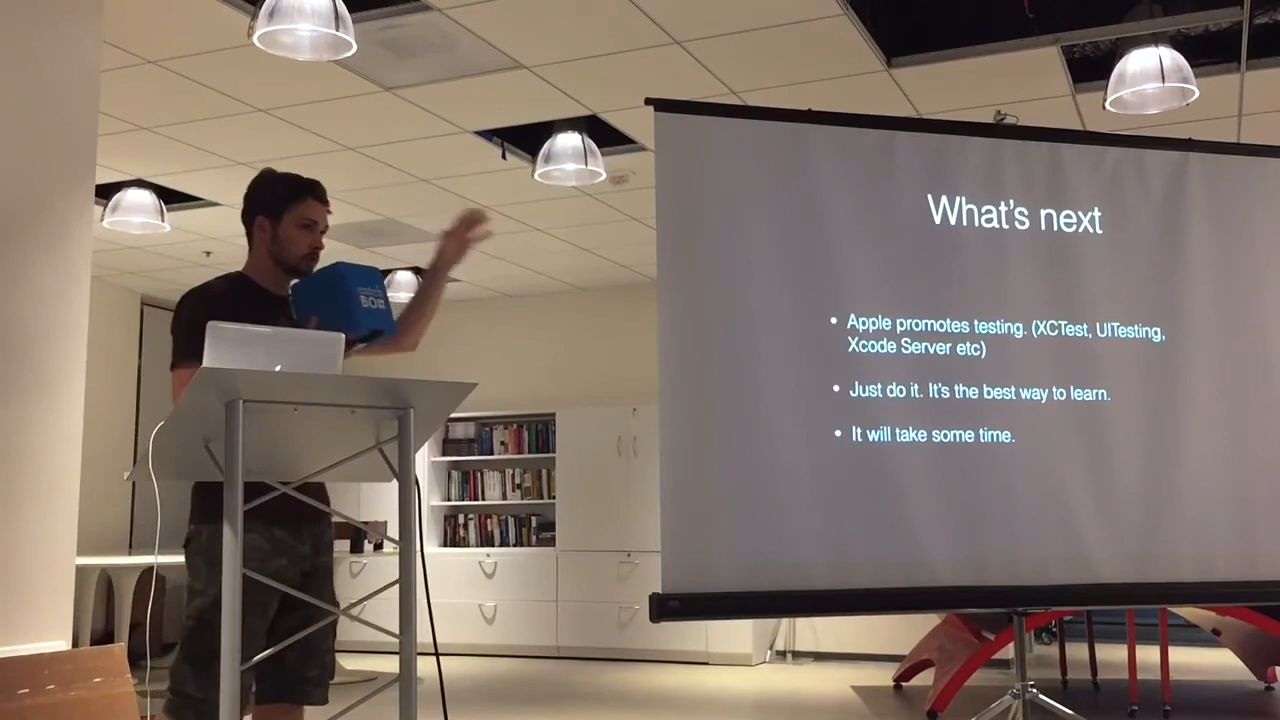 What's next
• Apple promotes testing. (XCTest, UITesting,
Xcode Server etc)
• Just do it. It's the best way to learn.
• It will take some time.